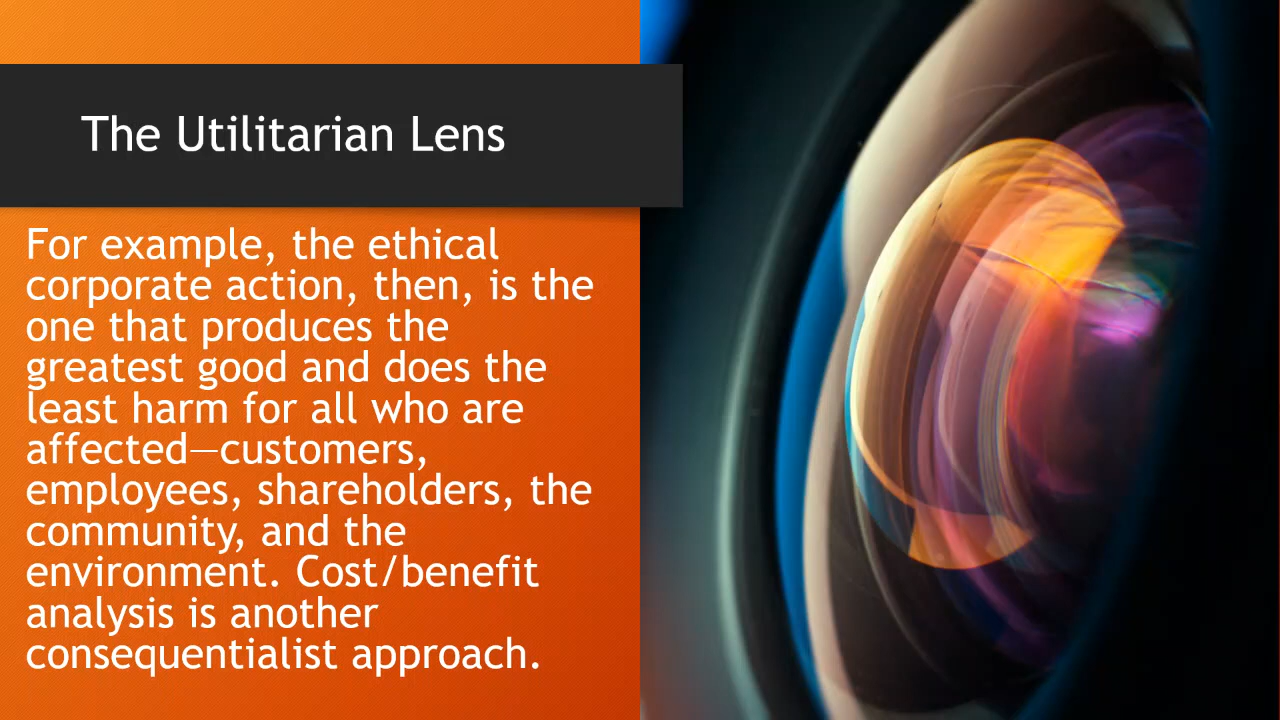 The Utilitarian Lens
For example, the ethical
corporate action, then, is the
one that produces the
greatest good and does the
least harm for all who are
affected—customers,
employees, shareholders, the
community, and the
environment. Cost/benefit
analysis is another
consequentialist approach.